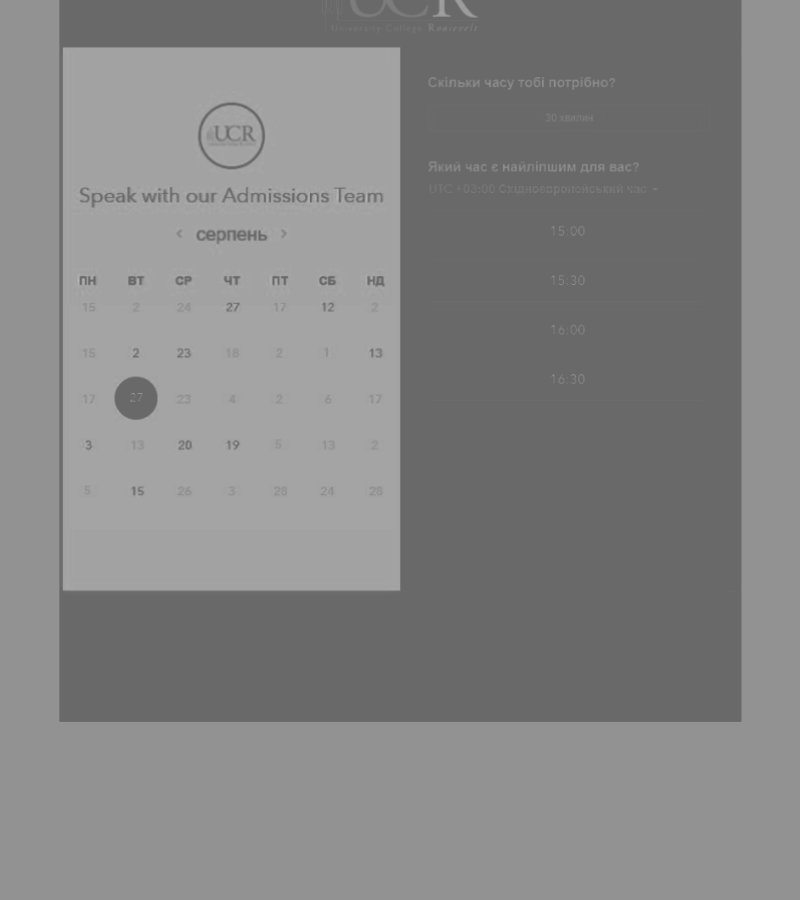 UCR
University College Roosevelt
UCR
Speak with our Admissions Team
< серпень >
ПН ВТ СР ЧТ ПТ СБ НД
15 2 24 27 17 12 2
15 2 23 18 2 1 13
17 27 23 4 2 6 17
3 13 20 19 5 13 2
5 15 26 3 28 24 28
Скільки часу тобі потрібно?
30 хвилин
Який час є найліпшим для вас?
UTC +03:00 Східноєвропейський час
15:00
15:30
16:00
16:30